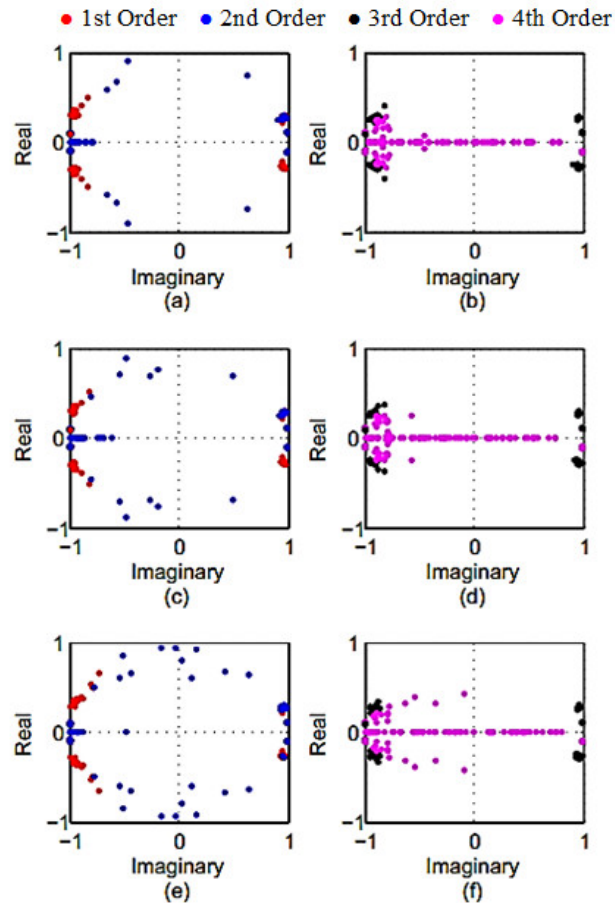 1st Order 2nd Order 3rd Order 4th Order
1 1
Real 0 Real 0
−1 −1
−1 0 1 −1 0 1
Imaginary Imaginary
(a) (b)
1 1
Real 0 Real 0
−1 −1
−1 0 1 −1 0 1
Imaginary Imaginary
(c) (d)
1 1
Real 0 Real 0
−1 −1
−1 0 1 −1 0 1
Imaginary Imaginary
(e) (f)